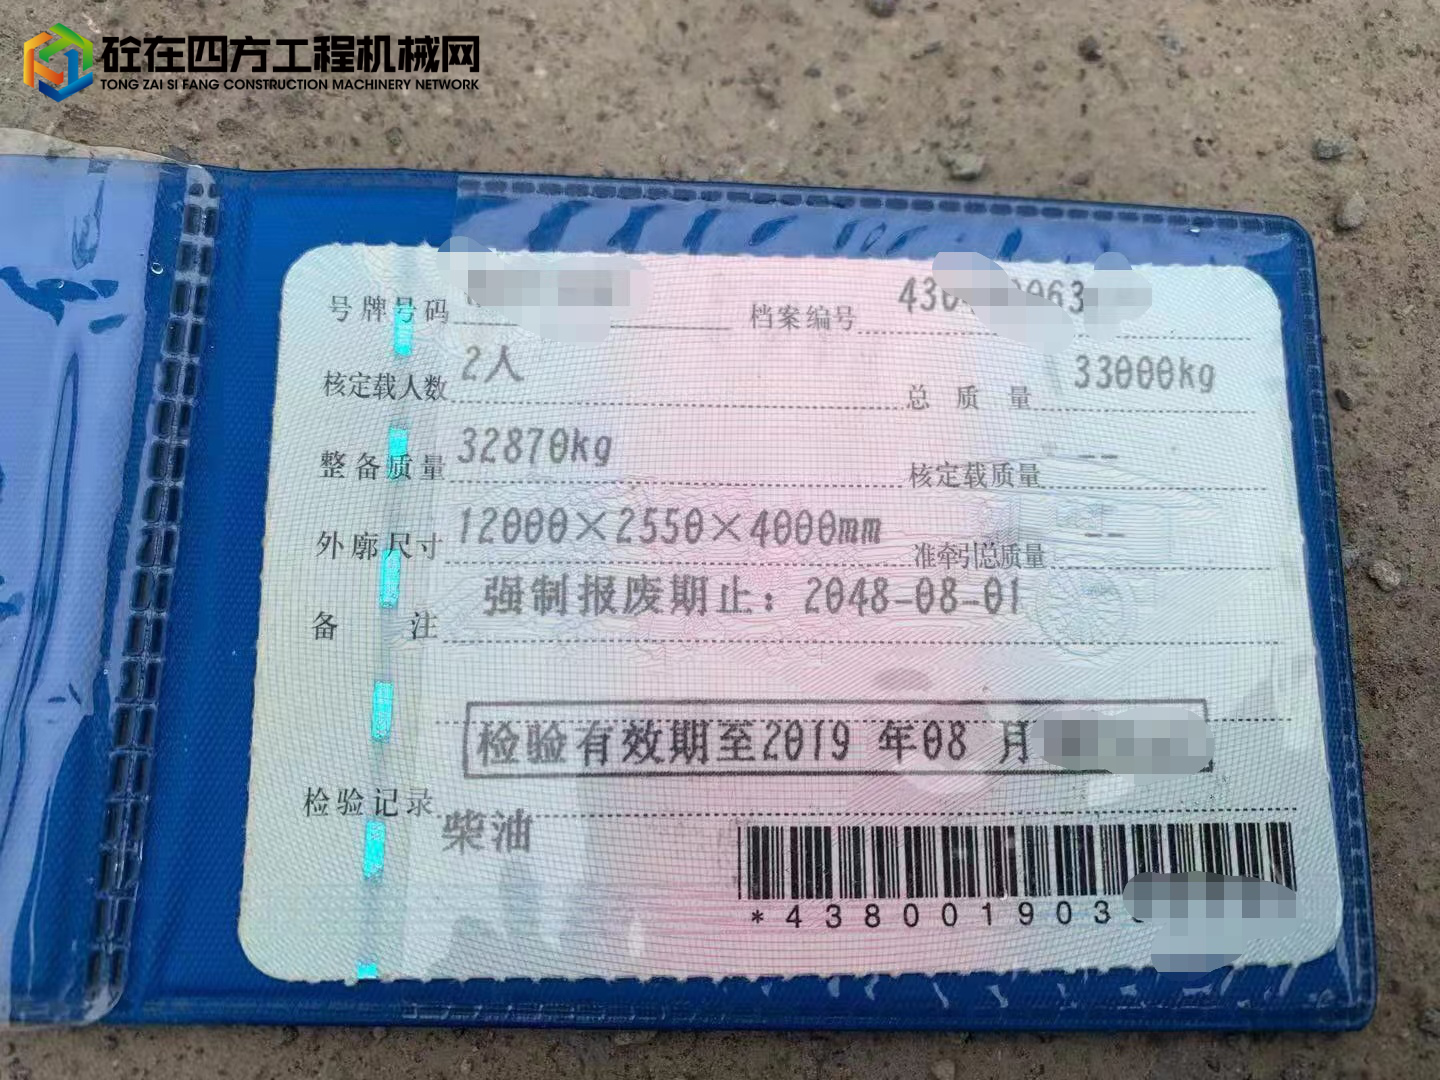 砼在四方工程机械网
TONG ZAI SI FANG CONSTRUCTION MACHINERY NETWORK
号牌号码 档案编号 430 063
核定载人数 2人 总质量 33000kg
整备质量 32870kg 核定载质量 --
外廓尺寸 12000×2550×4000mm 准牵引总质量 --
备注 强制报废期止：2048-08-01
检验有效期至2019 年08 月
检验记录
柴油
*438001903